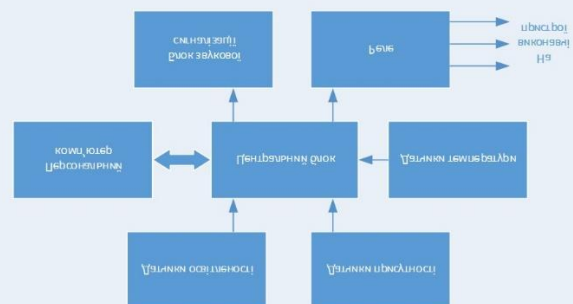 Датчики освітленості
Датчики присутності
Персональний
комп'ютер
Центральний блок
Датчики температури
Блок звукової
сигналізації
Реле
На
виконавчі
пристрої